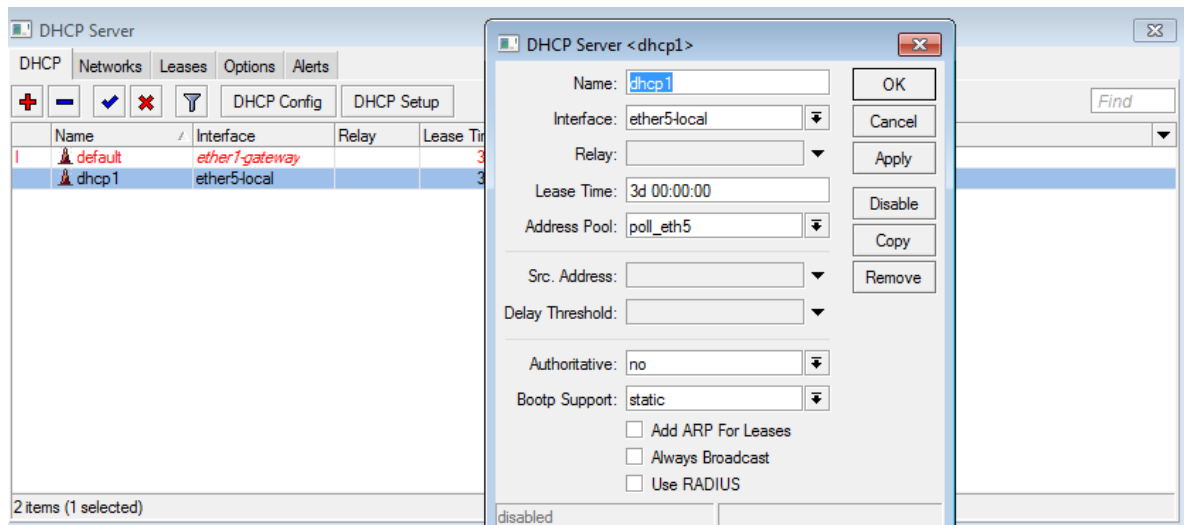 DHCP Server
DHCP Networks Leases Options Alerts
DHCP Config DHCP Setup Find
Name Interface Relay Lease Tir
I default ether1-gateway 3
dhcp1 ether5-local 3
2 items (1 selected)
DHCP Server <dhcp1>
Name: dhcp1 OK
Interface: ether5-local Cancel
Relay: Apply
Lease Time: 3d 00:00:00 Disable
Address Pool: poll_eth5 Copy
Src. Address: Remove
Delay Threshold:
Authoritative: no
Bootp Support: static
Add ARP For Leases
Always Broadcast
Use RADIUS
disabled